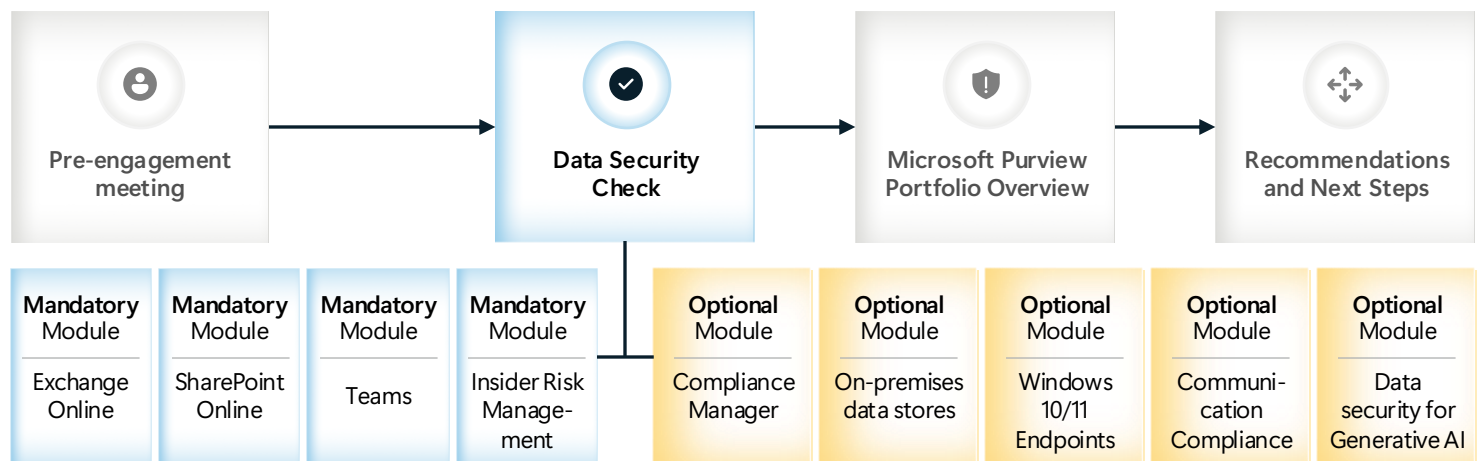 Pre-engagement
meeting
Data Security
Check
Microsoft Purview
Portfolio Overview
Recommendations
and Next Steps
Mandatory
Module
Exchange
Online
Mandatory
Module
SharePoint
Online
Mandatory
Module
Teams
Mandatory
Module
Insider Risk
Manage-
ment
Optional
Module
Compliance
Manager
Optional
Module
On-premises
data stores
Optional
Module
Windows
10/11
Endpoints
Optional
Module
Communi-
cation
Compliance
Optional
Module
Data
security for
Generative AI